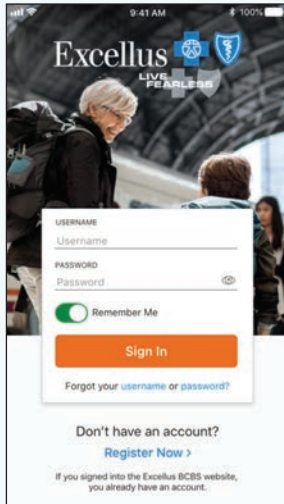 9:41 AM
100%
Excellus
LIVE
FEARLESS
USERNAME
Username
PASSWORD
Password
Remember Me
Sign In
Forgot your username or password?
Don't have an account?
Register Now >
If you signed into the Excellus BCBS website,
you already have an account.